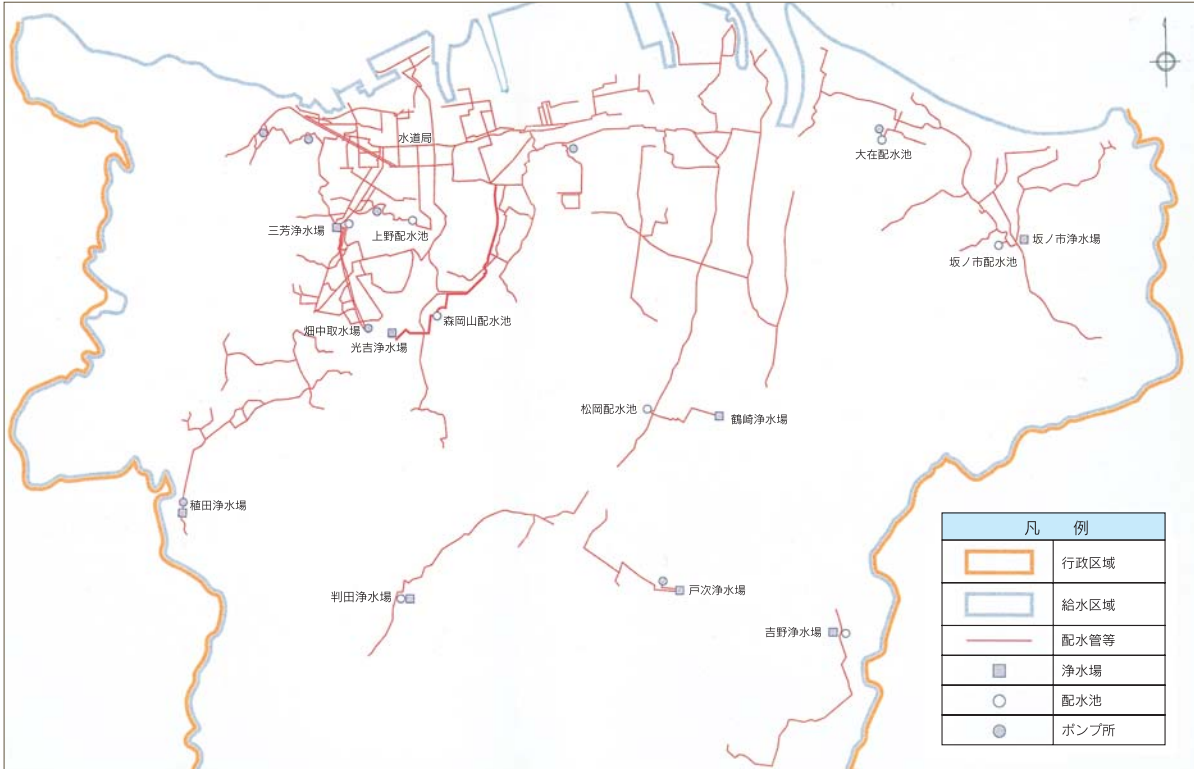 水道局
大在配水池
三芳浄水場
上野配水池
坂ノ市浄水場
坂ノ市配水池
森岡山配水池
畑中取水場
光吉浄水場
松岡配水池
鶴崎浄水場
稙田浄水場
判田浄水場
戸次浄水場
吉野浄水場
凡 例
行政区域
給水区域
配水管等
浄水場
配水池
ポンプ所